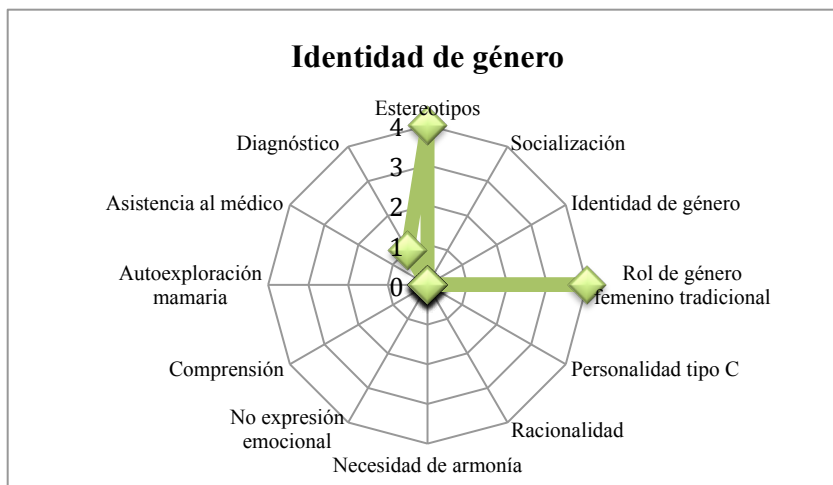 Identidad de género
Estereotipos
4
Diagnóstico
Socialización
3
Asistencia al médico
2
Identidad de género
1
Autoexploración
mamaria
0
Rol de género
femenino tradicional
Comprensión
Personalidad tipo C
No expresión
emocional
Racionalidad
Necesidad de armonía